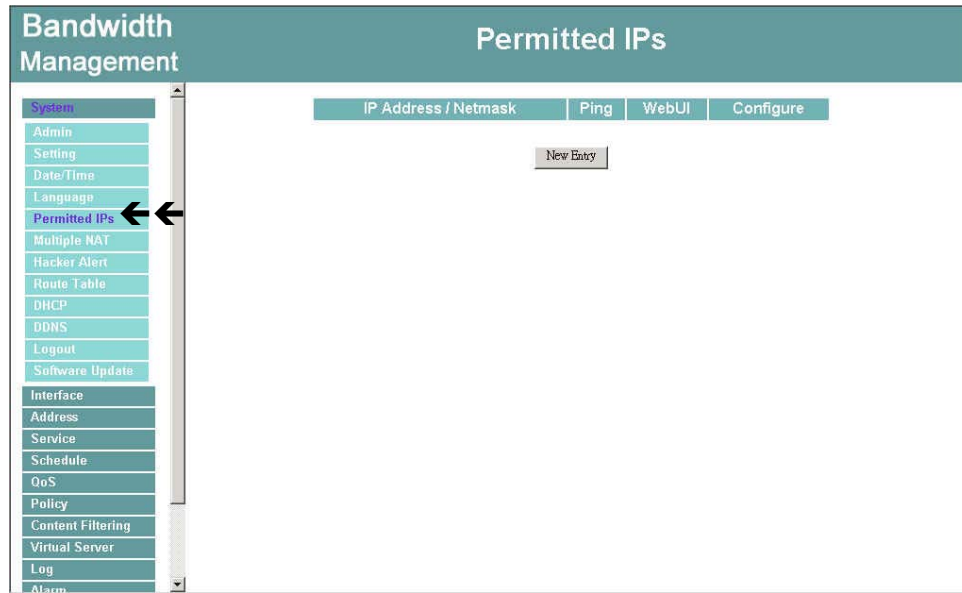 Bandwidth
Management
Permitted IPs
System
Admin
Setting
Date/Time
Language
Permitted IPs
Multiple NAT
Hacker Alert
Route Table
DHCP
DDNS
Logout
Software Update
Interface
Address
Service
Schedule
QoS
Policy
Content Filtering
Virtual Server
Log
Alarm
IP Address / Netmask Ping WebUI Configure
New Entry